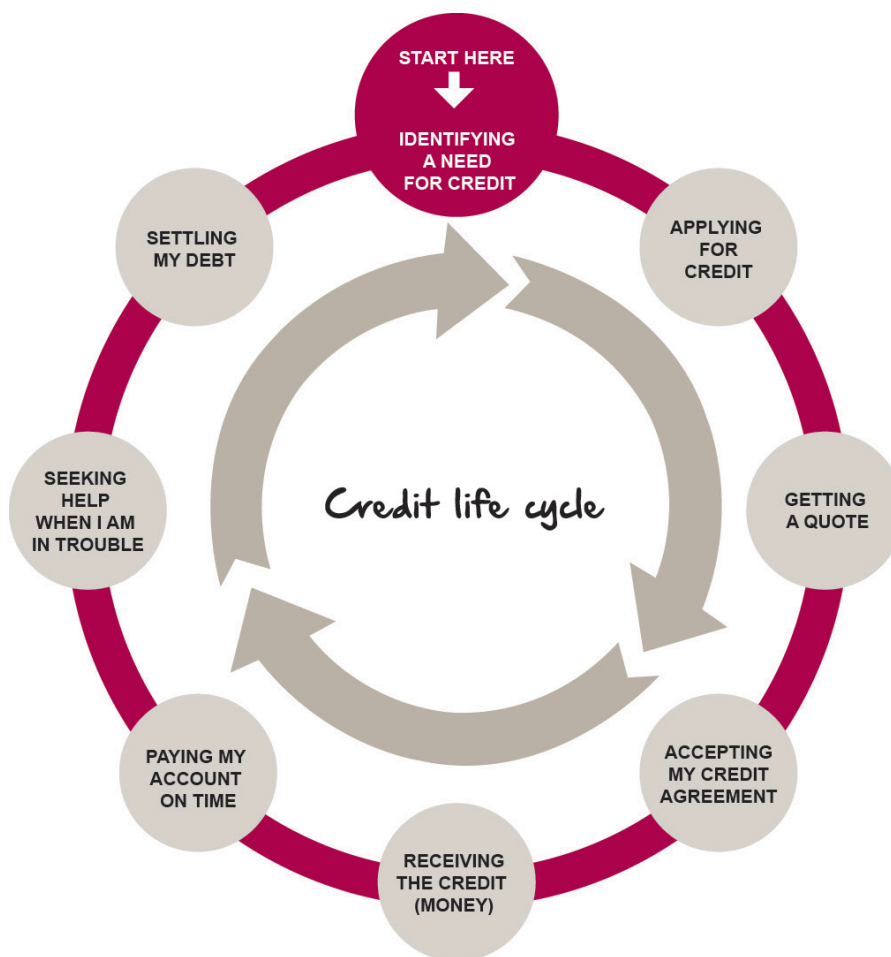 START HERE
IDENTIFYING
A NEED
FOR CREDIT
APPLYING
FOR
CREDIT
GETTING
A QUOTE
ACCEPTING
MY CREDIT
AGREEMENT
RECEIVING
THE CREDIT
(MONEY)
PAYING MY
ACCOUNT
ON TIME
SEEKING
HELP
WHEN I AM
IN TROUBLE
SETTLING
MY DEBT
Credit life cycle